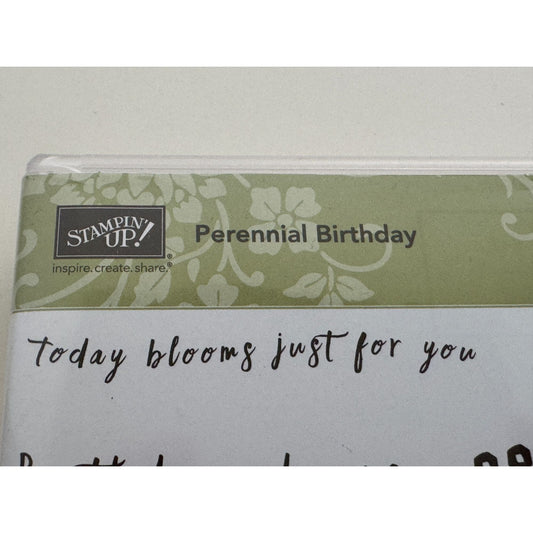 STAMPIN' UP!®
inspire.create.share.®
Perennial Birthday
today blooms just for you